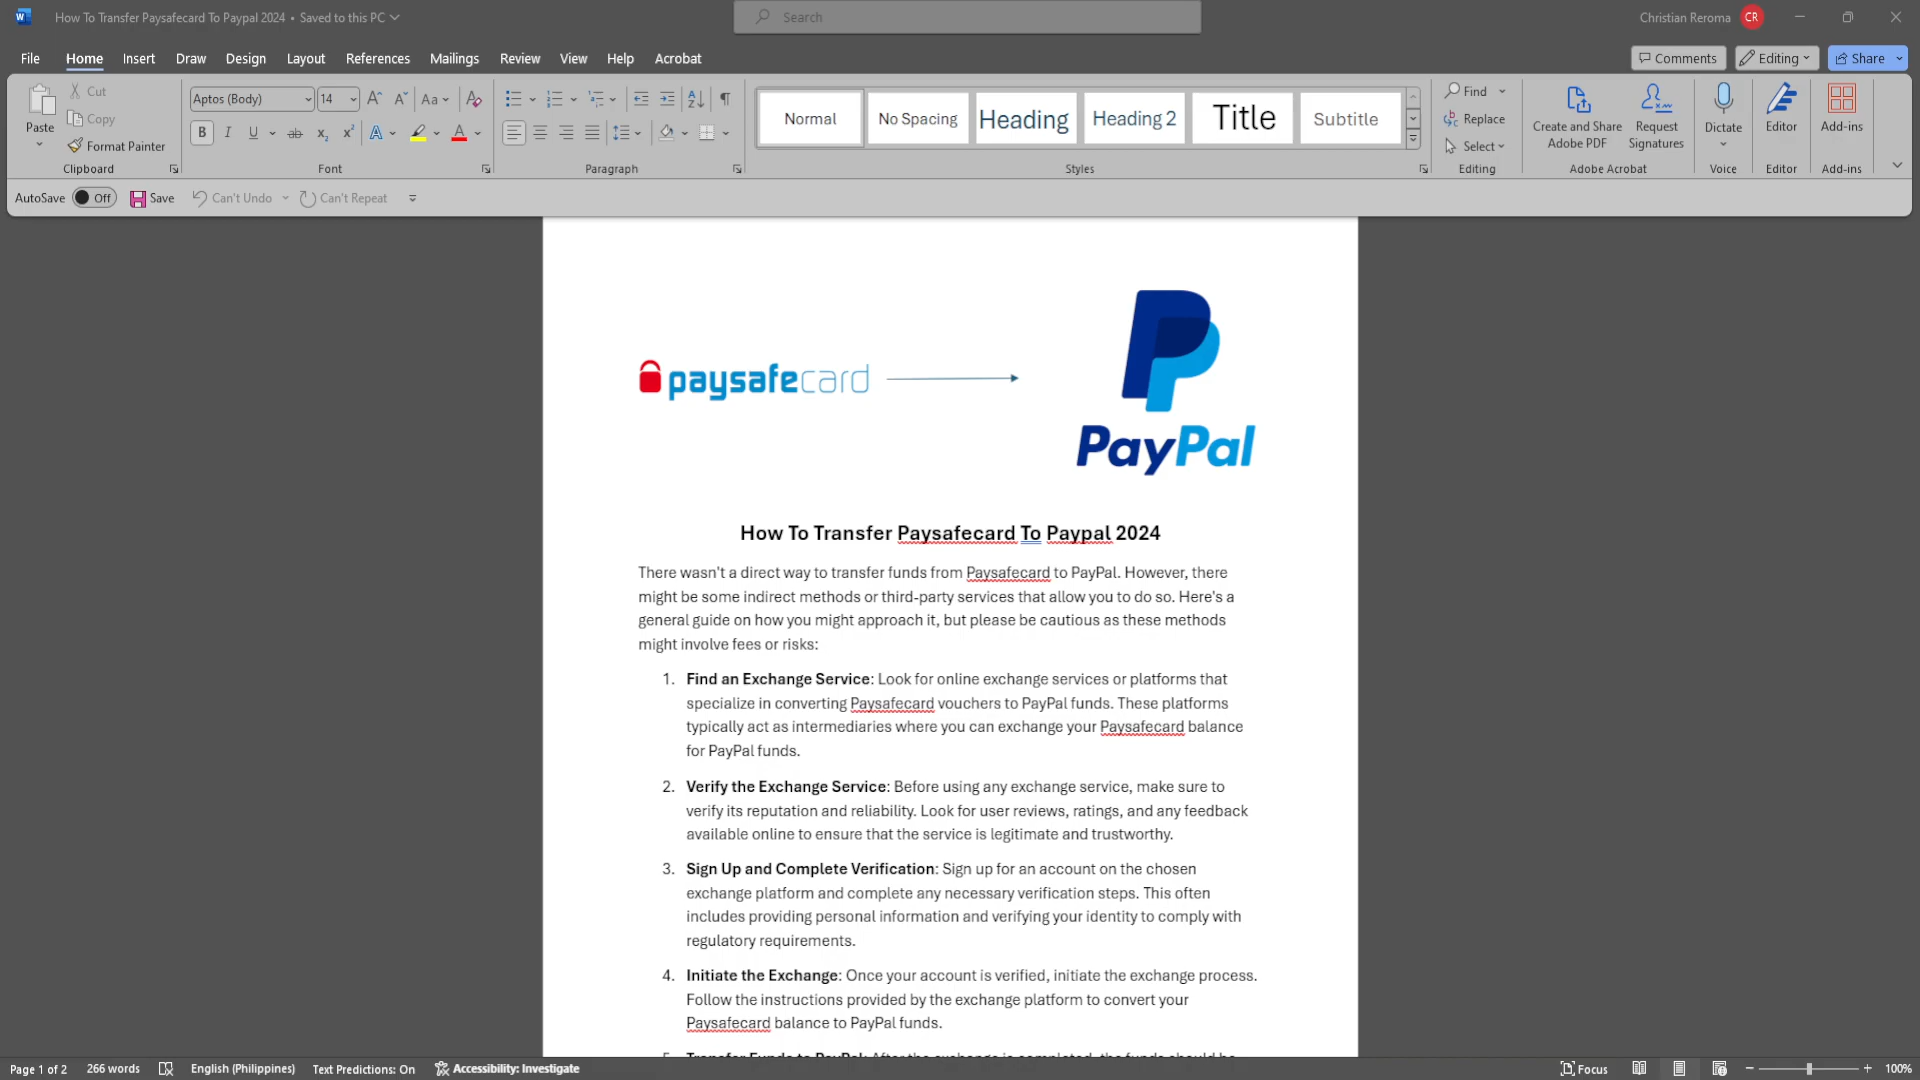 How To Transfer Paysafecard To Paypal 2024 • Saved to this PC
Search
Christian Reroma CR
File Home Insert Draw Design Layout References Mailings Review View Help Acrobat
Comments Editing Share
Paste
Cut
Copy
Format Painter
Clipboard
Aptos (Body) 14
Font
Paragraph
Normal No Spacing Heading Heading 2 Title Subtitle
Styles
Find
Replace
Select
Editing
Create and Share
Adobe PDF
Request
Signatures
Adobe Acrobat
Dictate
Voice
Editor
Editor
Add-ins
Add-ins
AutoSave Off Save Can't Undo Can't Repeat
paysafecard
PayPal
How To Transfer Paysafecard To Paypal 2024
There wasn't a direct way to transfer funds from Paysafecard to PayPal. However, there
might be some indirect methods or third-party services that allow you to do so. Here's a
general guide on how you might approach it, but please be cautious as these methods
might involve fees or risks:
1. Find an Exchange Service: Look for online exchange services or platforms that
specialize in converting Paysafecard vouchers to PayPal funds. These platforms
typically act as intermediaries where you can exchange your Paysafecard balance
for PayPal funds.
2. Verify the Exchange Service: Before using any exchange service, make sure to
verify its reputation and reliability. Look for user reviews, ratings, and any feedback
available online to ensure that the service is legitimate and trustworthy.
3. Sign Up and Complete Verification: Sign up for an account on the chosen
exchange platform and complete any necessary verification steps. This often
includes providing personal information and verifying your identity to comply with
regulatory requirements.
4. Initiate the Exchange: Once your account is verified, initiate the exchange process.
Follow the instructions provided by the exchange platform to convert your
Paysafecard balance to PayPal funds.
5. Transfer Funds to PayPal: After the exchange is completed, the funds should be
Page 1 of 2 266 words English (Philippines) Text Predictions: On Accessibility: Investigate Focus 100%